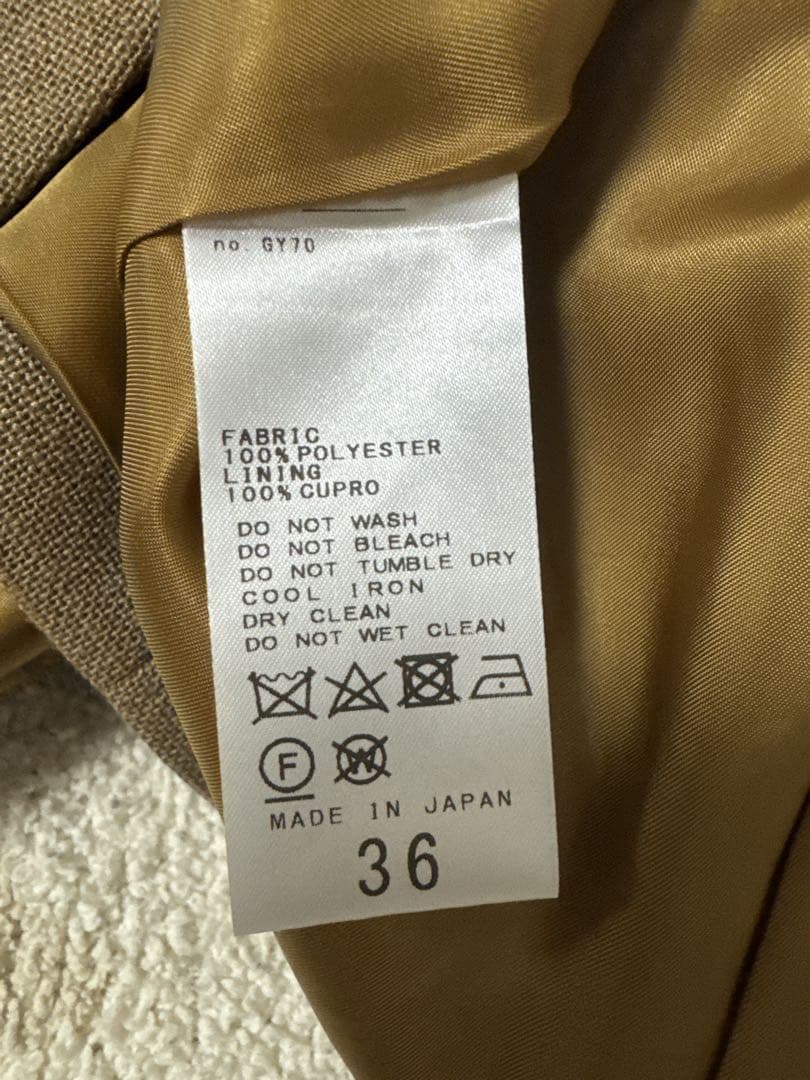 no. GY70
FABRIC
100% POLYESTER
LINING
100% CUPRO
DO NOT WASH
DO NOT BLEACH
DO NOT TUMBLE DRY
COOL IRON
DRY CLEAN
DO NOT WET CLEAN
F W
MADE IN JAPAN
36